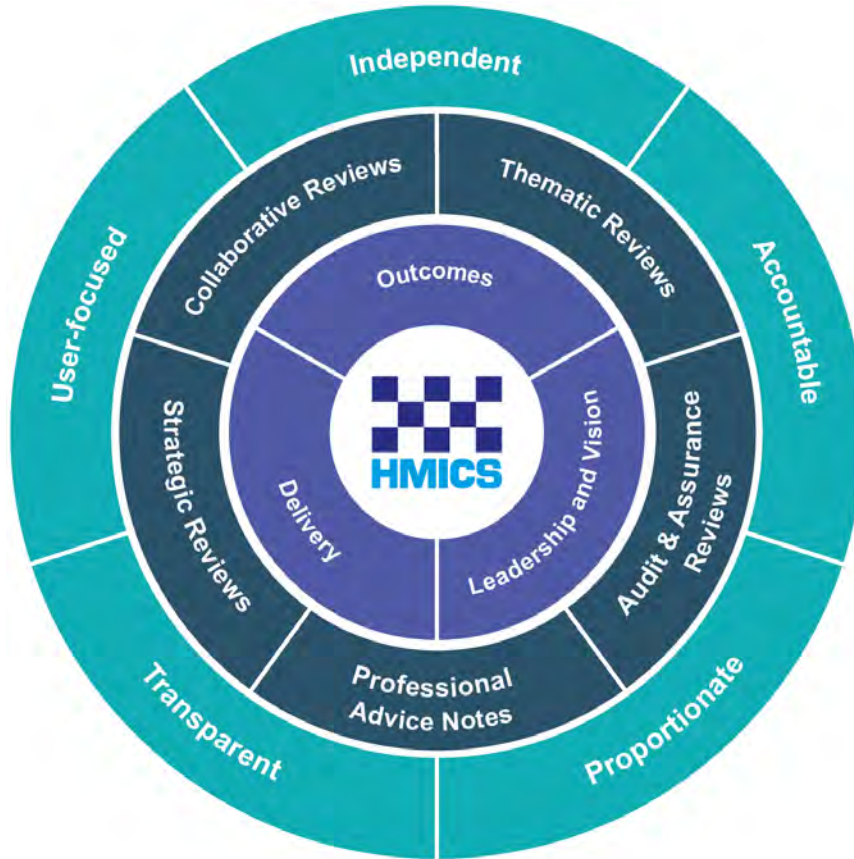 Independent
Accountable
Proportionate
Transparent
User-focused
Collaborative Reviews
Thematic Reviews
Audit & Assurance
Reviews
Professional
Advice Notes
Strategic Reviews
Outcomes
Leadership and Vision
Delivery
HMICS